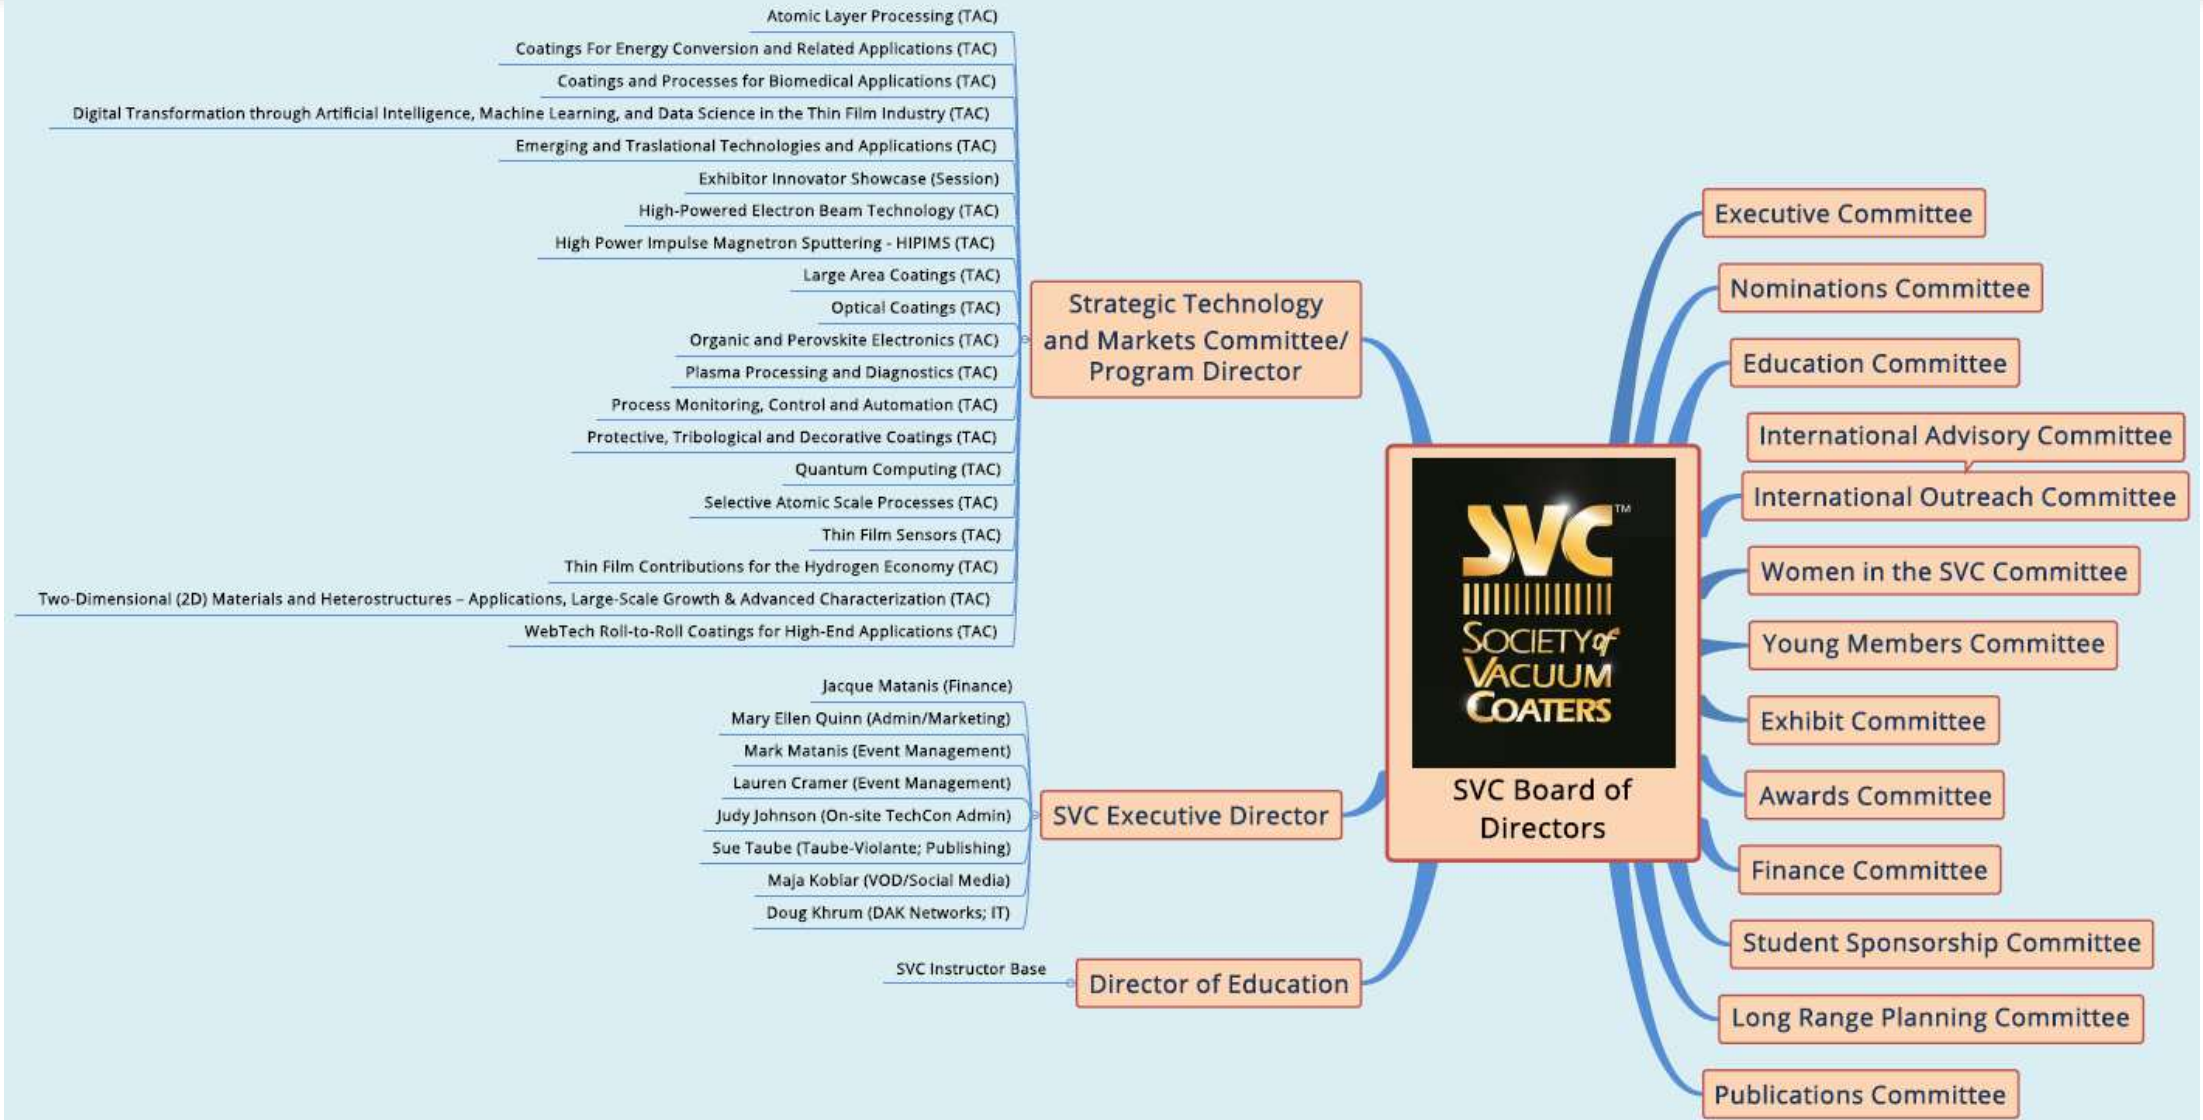 Atomic Layer Processing (TAC)
Coatings For Energy Conversion and Related Applications (TAC)
Coatings and Processes for Biomedical Applications (TAC)
Digital Transformation through Artificial Intelligence, Machine Learning, and Data Science in the Thin Film Industry (TAC)
Emerging and Traslational Technologies and Applications (TAC)
Exhibitor Innovator Showcase (Session)
High-Powered Electron Beam Technology (TAC)
High Power Impulse Magnetron Sputtering - HIPIMS (TAC)
Large Area Coatings (TAC)
Optical Coatings (TAC)
Organic and Perovskite Electronics (TAC)
Plasma Processing and Diagnostics (TAC)
Process Monitoring, Control and Automation (TAC)
Protective, Tribological and Decorative Coatings (TAC)
Quantum Computing (TAC)
Selective Atomic Scale Processes (TAC)
Thin Film Sensors (TAC)
Thin Film Contributions for the Hydrogen Economy (TAC)
Two-Dimensional (2D) Materials and Heterostructures – Applications, Large-Scale Growth & Advanced Characterization (TAC)
WebTech Roll-to-Roll Coatings for High-End Applications (TAC)
Strategic Technology
and Markets Committee/
Program Director
Jacque Matanis (Finance)
Mary Ellen Quinn (Admin/Marketing)
Mark Matanis (Event Management)
Lauren Cramer (Event Management)
Judy Johnson (On-site TechCon Admin)
Sue Taube (Taube-Violante; Publishing)
Maja Koblar (VOD/Social Media)
Doug Khrum (DAK Networks; IT)
SVC Executive Director
SVC Instructor Base
Director of Education
SVC™
SOCIETY of
VACUUM
COATERS
SVC Board of
Directors
Executive Committee
Nominations Committee
Education Committee
International Advisory Committee
International Outreach Committee
Women in the SVC Committee
Young Members Committee
Exhibit Committee
Awards Committee
Finance Committee
Student Sponsorship Committee
Long Range Planning Committee
Publications Committee